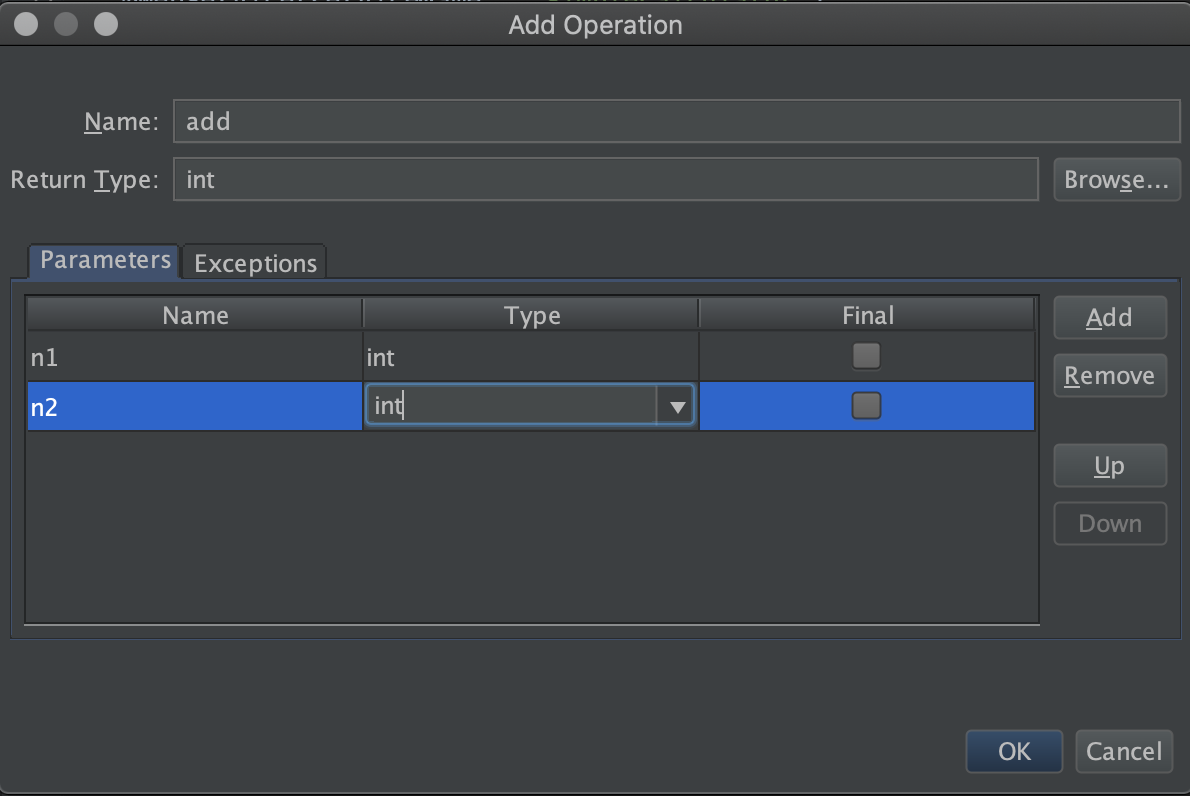 Add Operation
Name: add
Return Type: int Browse...
Parameters Exceptions
Name Type Final Add
n1 int
Remove
n2 int
Up
Down
OK Cancel